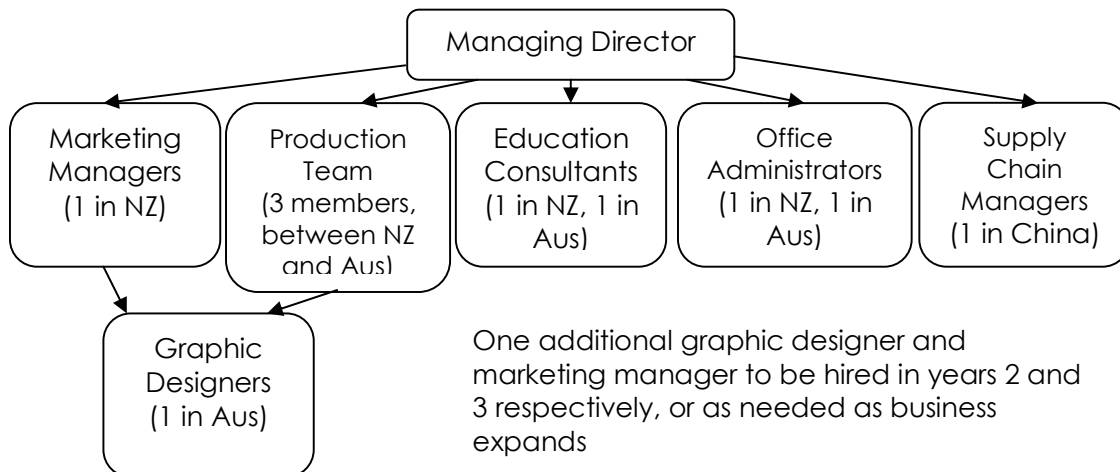 Managing Director
Marketing
Managers
(1 in NZ)
Production
Team
(3 members,
between NZ
and Aus)
Education
Consultants
(1 in NZ, 1 in
Aus)
Office
Administrators
(1 in NZ, 1 in
Aus)
Supply
Chain
Managers
(1 in China)
Graphic
Designers
(1 in Aus)
One additional graphic designer and
marketing manager to be hired in years 2 and
3 respectively, or as needed as business
expands